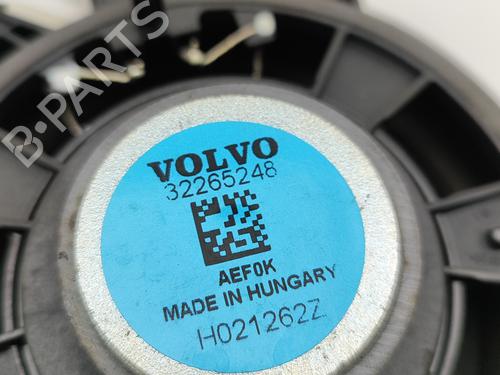 B-PARTS
VOLVO
32265248
AEF0K
MADE IN HUNGARY
H021262Z